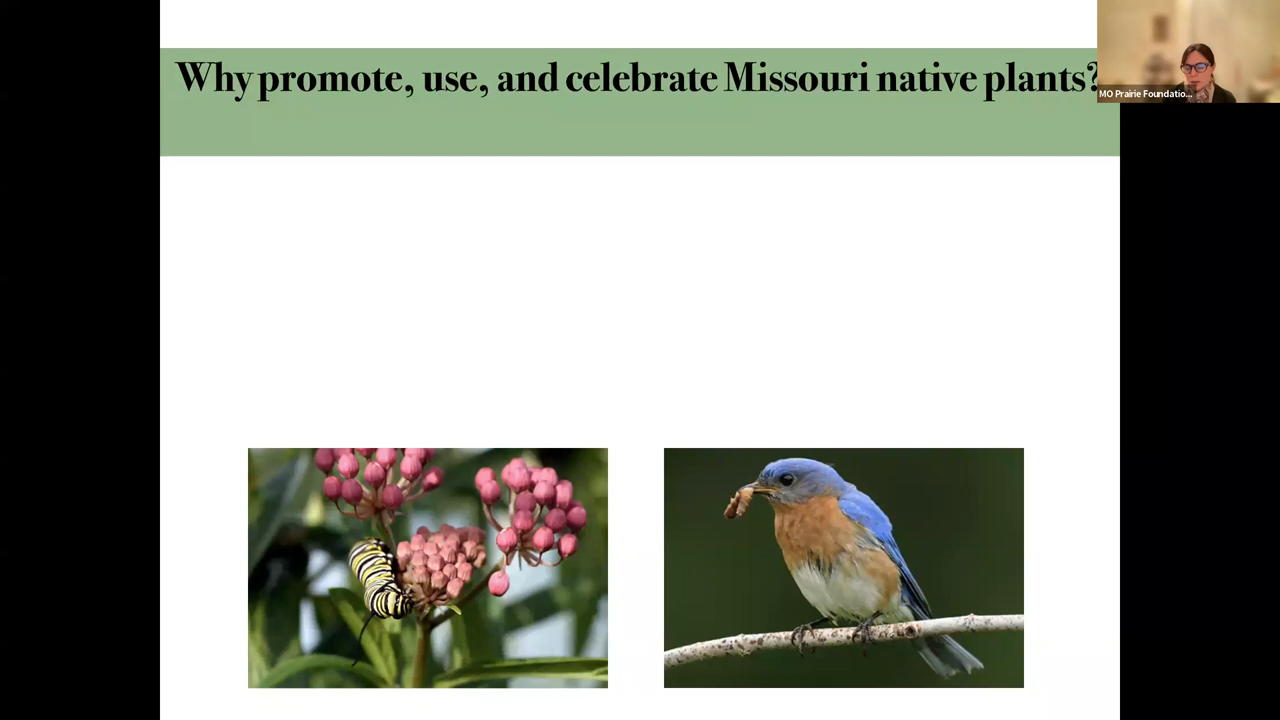 Why promote, use, and celebrate Missouri native plants?
MO Prairie Foundatio...